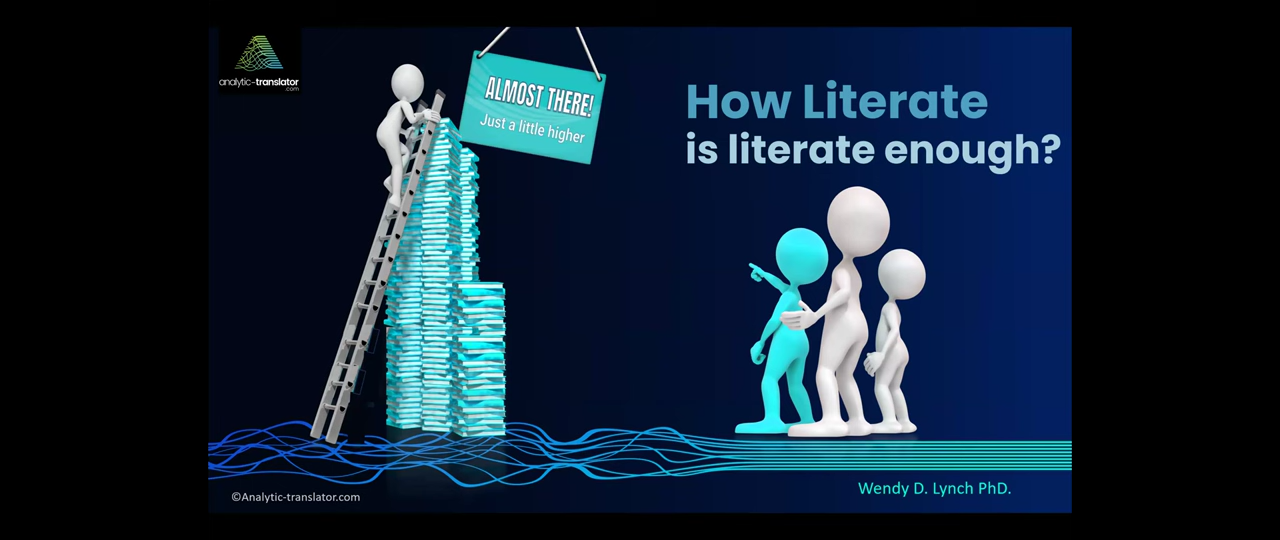 analytic-translator
.com
ALMOST THERE!
Just a little higher
How Literate
is literate enough?
©Analytic-translator.com
Wendy D. Lynch PhD.